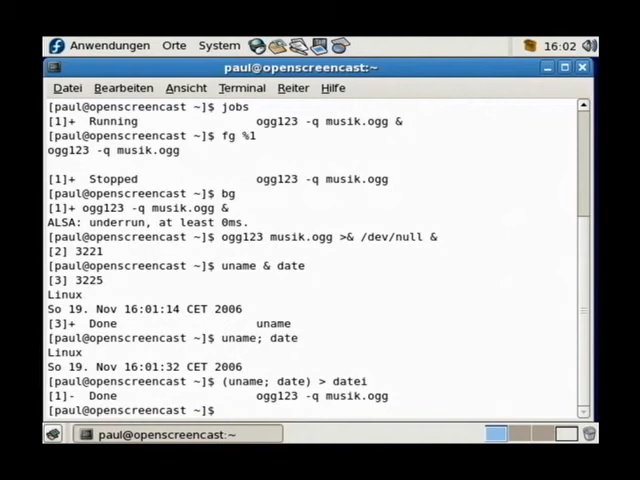 Anwendungen Orte System 16:02
paul@openscreencast:~
Datei Bearbeiten Ansicht Terminal Reiter Hilfe
[paul@openscreencast ~]$ jobs
[1]+  Running                 ogg123 -q musik.ogg &
[paul@openscreencast ~]$ fg %1
ogg123 -q musik.ogg
[1]+  Stopped                 ogg123 -q musik.ogg
[paul@openscreencast ~]$ bg
[1]+ ogg123 -q musik.ogg &
ALSA: underrun, at least 0ms.
[paul@openscreencast ~]$ ogg123 musik.ogg >& /dev/null &
[2] 3221
[paul@openscreencast ~]$ uname & date
[3] 3225
Linux
So 19. Nov 16:01:14 CET 2006
[3]+  Done                    uname
[paul@openscreencast ~]$ uname; date
Linux
So 19. Nov 16:01:32 CET 2006
[paul@openscreencast ~]$ (uname; date) > datei
[1]-  Done                    ogg123 -q musik.ogg
[paul@openscreencast ~]$
paul@openscreencast:~